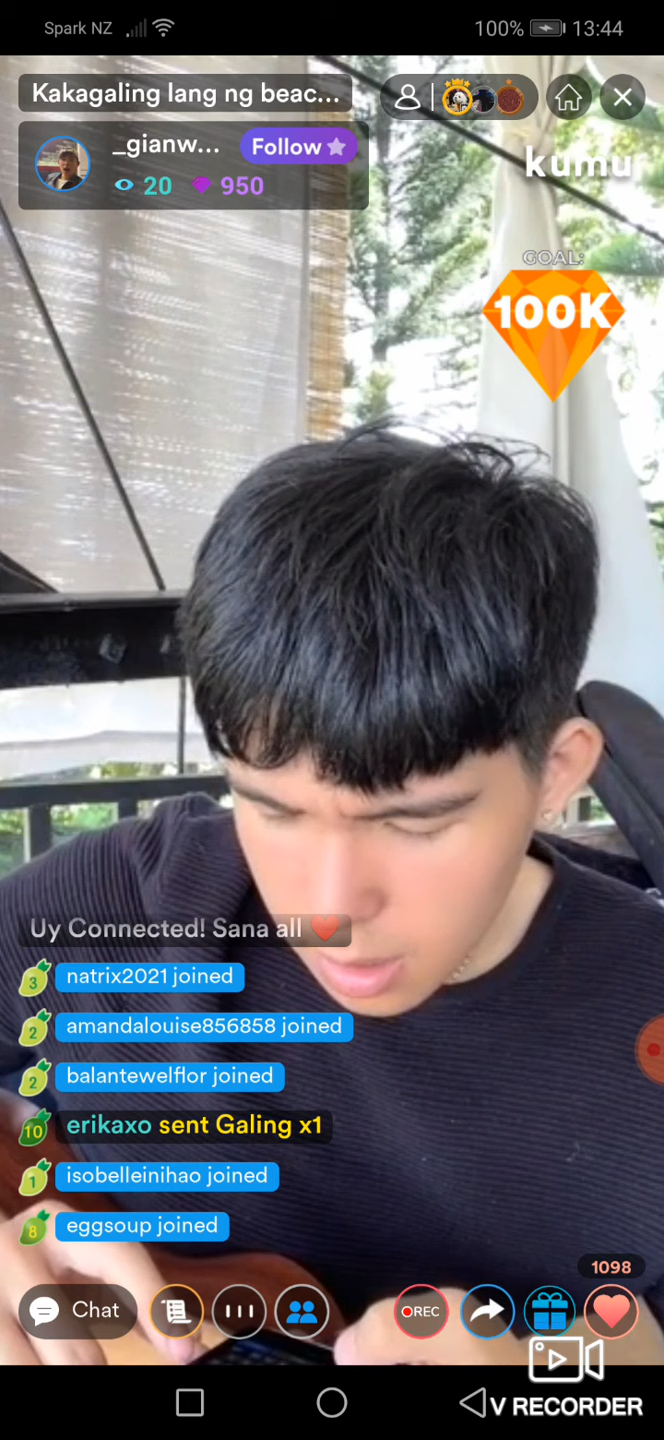 Spark NZ 100% 13:44
Kakagaling lang ng beac...
_gianw... Follow
20 950
kumu
GOAL:
100K
Uy Connected! Sana all
3 natrix2021 joined
2 amandalouise856858 joined
2 balantewelflor joined
10 erikaxo sent Galing x1
1 isobelleinihao joined
8 eggsoup joined
1098
Chat REC
V RECORDER